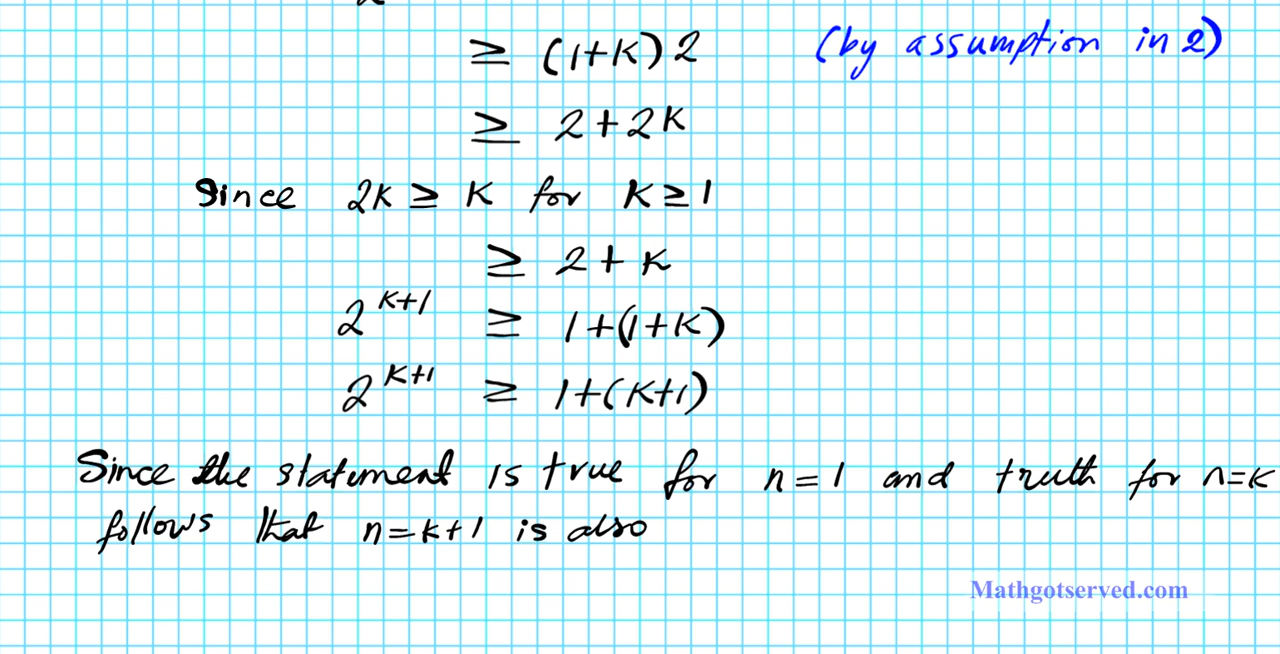 ≥ (1+K)2 (by assumption in 2)
≥ 2+2K
Since 2K ≥ K for K ≥ 1
≥ 2+K
2^{K+1} ≥ 1+(1+K)
2^{K+1} ≥ 1+(K+1)
Since the statement is true for n=1 and truth for n=K
follows that n=k+1 is also
Mathgotserved.com